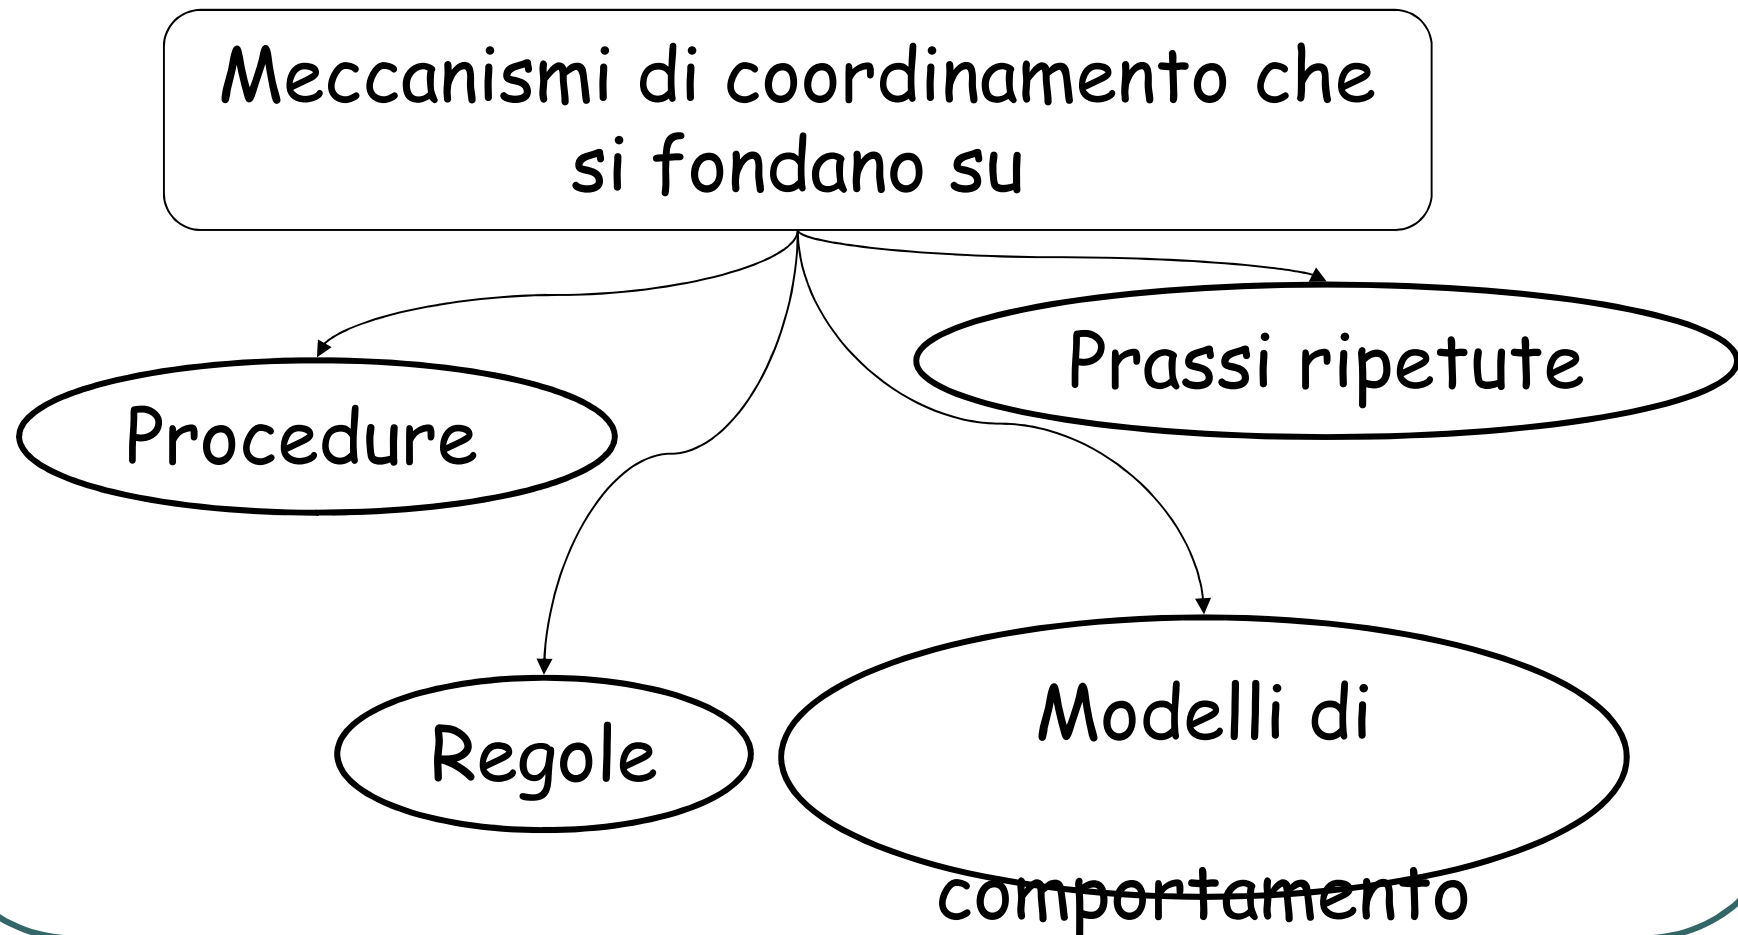 Meccanismi di coordinamento che
si fondano su
Prassi ripetute
Procedure
Regole
Modelli di
comportamento